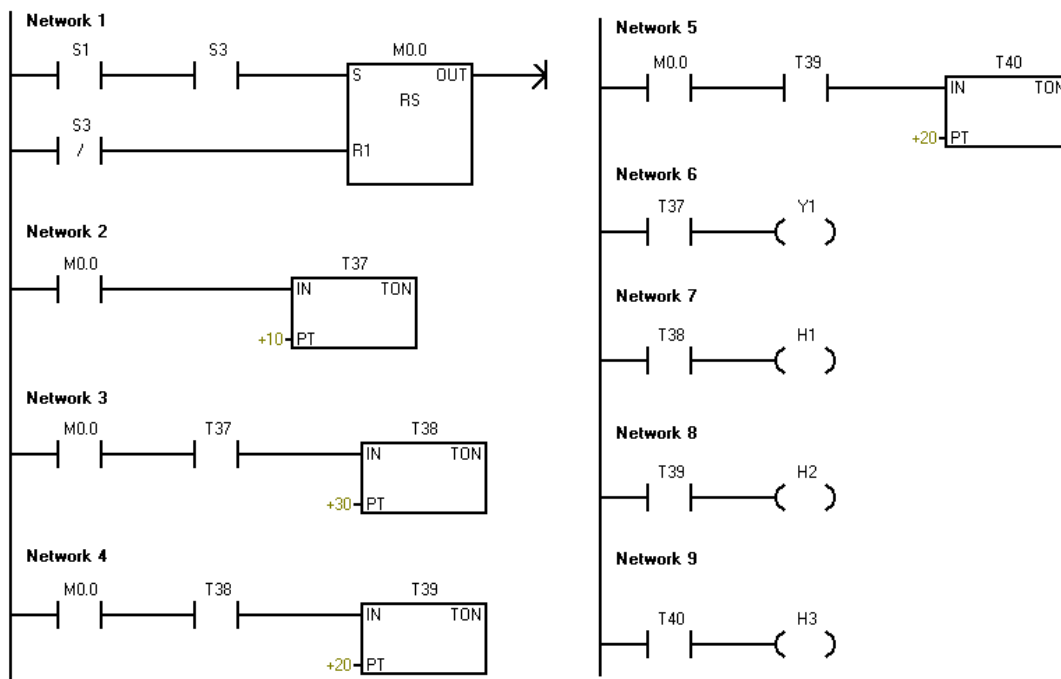 Network 1
S1 S3 M0.0
S OUT
RS
S3
/
R1
Network 2
M0.0 T37
IN TON
+10 PT
Network 3
M0.0 T37 T38
IN TON
+30 PT
Network 4
M0.0 T38 T39
IN TON
+20 PT
Network 5
M0.0 T39 T40
IN TON
+20 PT
Network 6
T37 Y1
Network 7
T38 H1
Network 8
T39 H2
Network 9
T40 H3